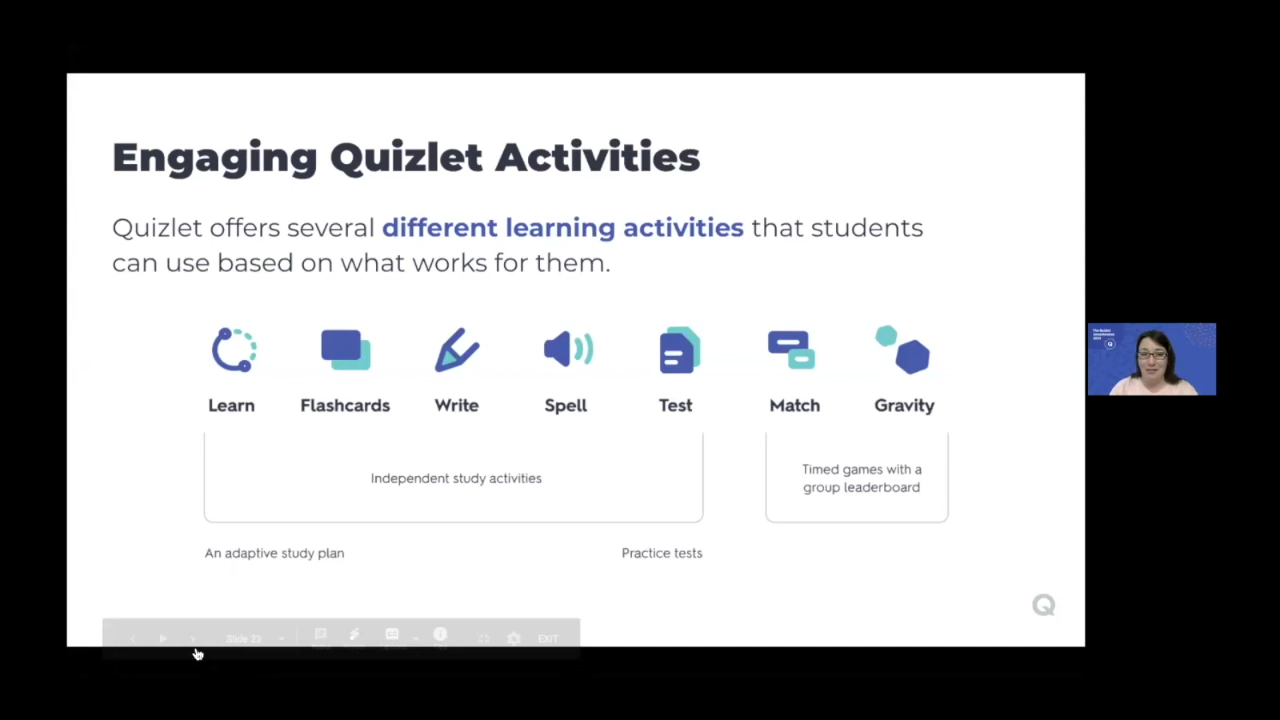 Engaging Quizlet Activities
Quizlet offers several different learning activities that students
can use based on what works for them.
Learn
Flashcards
Write
Spell
Test
Match
Gravity
Independent study activities
Timed games with a
group leaderboard
An adaptive study plan
Practice tests
Q
Slide 23
EXIT